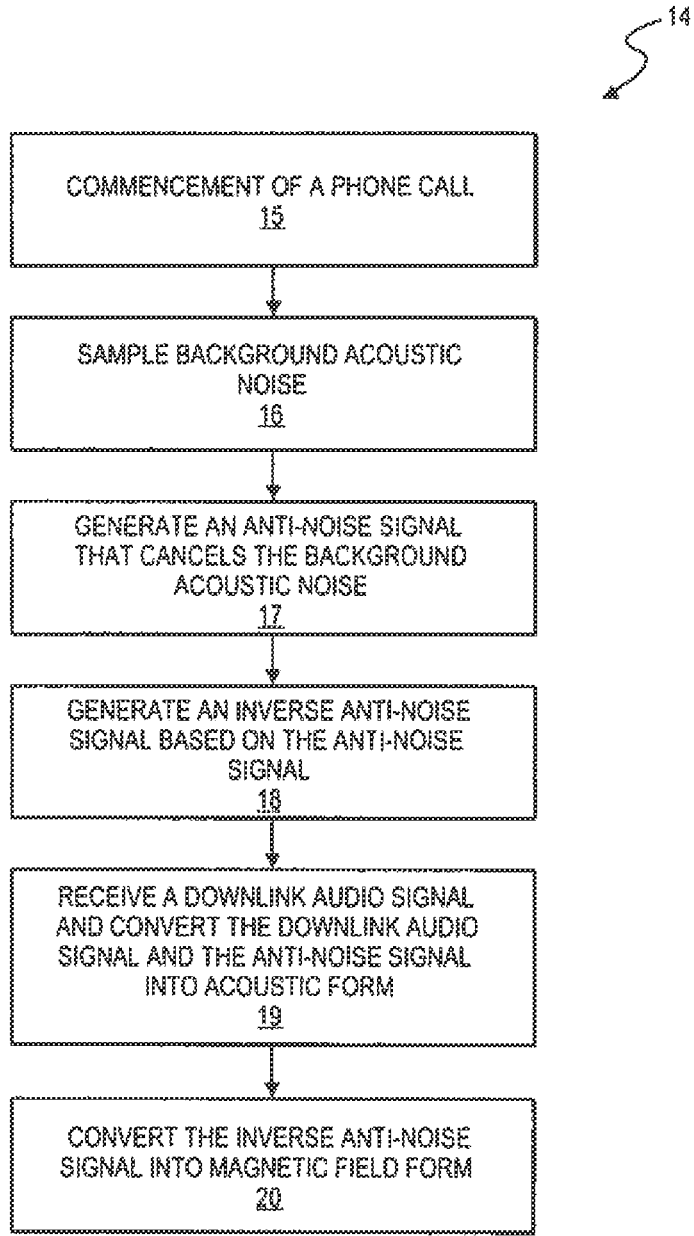 14
COMMENCEMENT OF A PHONE CALL
15
SAMPLE BACKGROUND ACOUSTIC
NOISE
16
GENERATE AN ANTI-NOISE SIGNAL
THAT CANCELS THE BACKGROUND
ACOUSTIC NOISE
17
GENERATE AN INVERSE ANTI-NOISE
SIGNAL BASED ON THE ANTI-NOISE
SIGNAL
18
RECEIVE A DOWNLINK AUDIO SIGNAL
AND CONVERT THE DOWNLINK AUDIO
SIGNAL AND THE ANTI-NOISE SIGNAL
INTO ACOUSTIC FORM
19
CONVERT THE INVERSE ANTI-NOISE
SIGNAL INTO MAGNETIC FIELD FORM
20